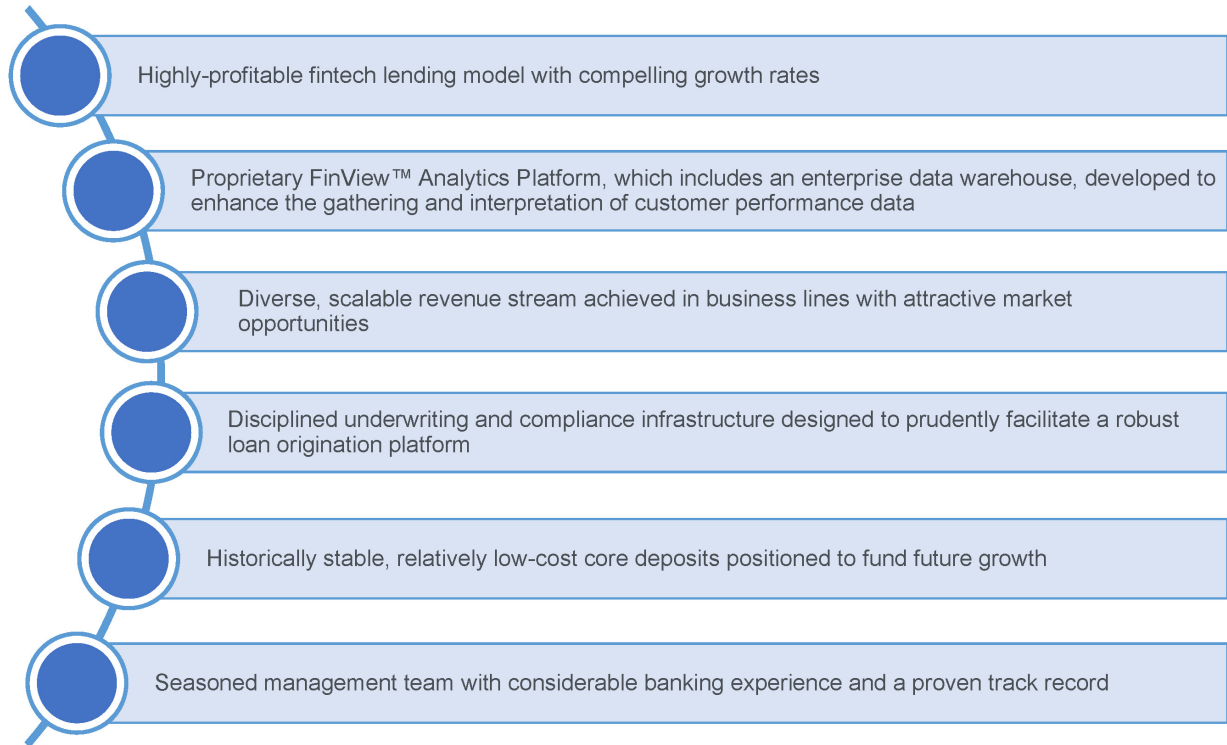 Highly-profitable fintech lending model with compelling growth rates
Proprietary FinView™ Analytics Platform, which includes an enterprise data warehouse, developed to
enhance the gathering and interpretation of customer performance data
Diverse, scalable revenue stream achieved in business lines with attractive market
opportunities
Disciplined underwriting and compliance infrastructure designed to prudently facilitate a robust
loan origination platform
Historically stable, relatively low-cost core deposits positioned to fund future growth
Seasoned management team with considerable banking experience and a proven track record